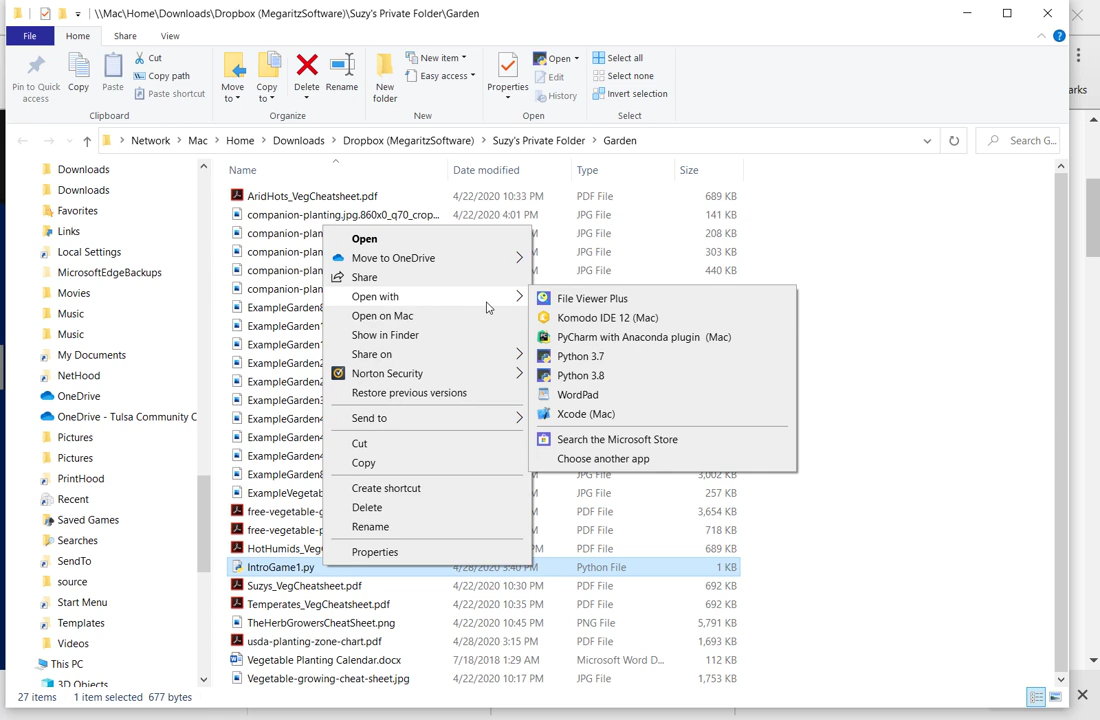 \\Mac\Home\Downloads\Dropbox (MegaritzSoftware)\Suzy's Private Folder\Garden
File Home Share View
Pin to Quick access
Copy
Paste
Cut
Copy path
Paste shortcut
Clipboard
Move to
Copy to
Delete
Rename
Organize
New folder
New item
Easy access
New
Properties
Open
Edit
History
Open
Select all
Select none
Invert selection
Select
arks
Network > Mac > Home > Downloads > Dropbox (MegaritzSoftware) > Suzy's Private Folder > Garden
Search G...
Downloads
Downloads
Favorites
Links
Local Settings
MicrosoftEdgeBackups
Movies
Music
Music
My Documents
NetHood
OneDrive
OneDrive - Tulsa Community C
Pictures
Pictures
PrintHood
Recent
Saved Games
Searches
SendTo
source
Start Menu
Templates
Videos
This PC
3D Objects
Name Date modified Type Size
AridHots_VegCheatsheet.pdf 4/22/2020 10:33 PM PDF File 689 KB
companion-planting.jpg.860x0_q70_crop... 4/22/2020 4:01 PM JPG File 141 KB
companion-plan M JPG File 208 KB
companion-plan M JPG File 303 KB
companion-plan M JPG File 440 KB
companion-plan
ExampleGarden8
ExampleGarden1
ExampleGarden1
ExampleGarden2
ExampleGarden2
ExampleGarden3
ExampleGarden4
ExampleGarden4
ExampleGarden4
ExampleGarden8 JPG File 3,002 KB
ExampleVegetab M JPG File 257 KB
free-vegetable-g M PDF File 3,654 KB
free-vegetable-p M PDF File 718 KB
HotHumids_Veg PM PDF File 689 KB
IntroGame1.py 4/28/2020 3:40 PM Python File 1 KB
Suzys_VegCheatsheet.pdf 4/22/2020 10:30 PM PDF File 692 KB
Temperates_VegCheatsheet.pdf 4/22/2020 10:35 PM PDF File 692 KB
TheHerbGrowersCheatSheet.png 4/22/2020 10:45 PM PNG File 5,791 KB
usda-planting-zone-chart.pdf 4/28/2020 3:15 PM PDF File 1,693 KB
Vegetable Planting Calendar.docx 7/18/2018 1:29 AM Microsoft Word D... 112 KB
Vegetable-growing-cheat-sheet.jpg 4/22/2020 10:17 PM JPG File 1,753 KB
Open
Move to OneDrive
Share
Open with
Open on Mac
Show in Finder
Share on
Norton Security
Restore previous versions
Send to
Cut
Copy
Create shortcut
Delete
Rename
Properties
File Viewer Plus
Komodo IDE 12 (Mac)
PyCharm with Anaconda plugin (Mac)
Python 3.7
Python 3.8
WordPad
Xcode (Mac)
Search the Microsoft Store
Choose another app
27 items 1 item selected 677 bytes